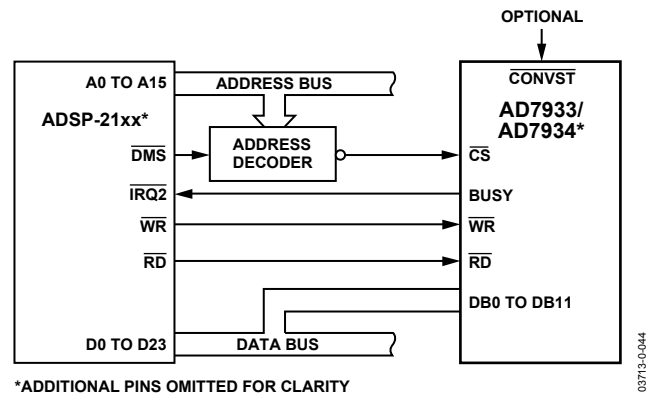 OPTIONAL
A0 TO A15
ADDRESS BUS
CONVST
ADSP-21xx*
AD7933/
AD7934*
ADDRESS
DECODER
DMS
CS
IRQ2
BUSY
WR
WR
RD
RD
DB0 TO DB11
D0 TO D23
DATA BUS
*ADDITIONAL PINS OMITTED FOR CLARITY
03713-0-044